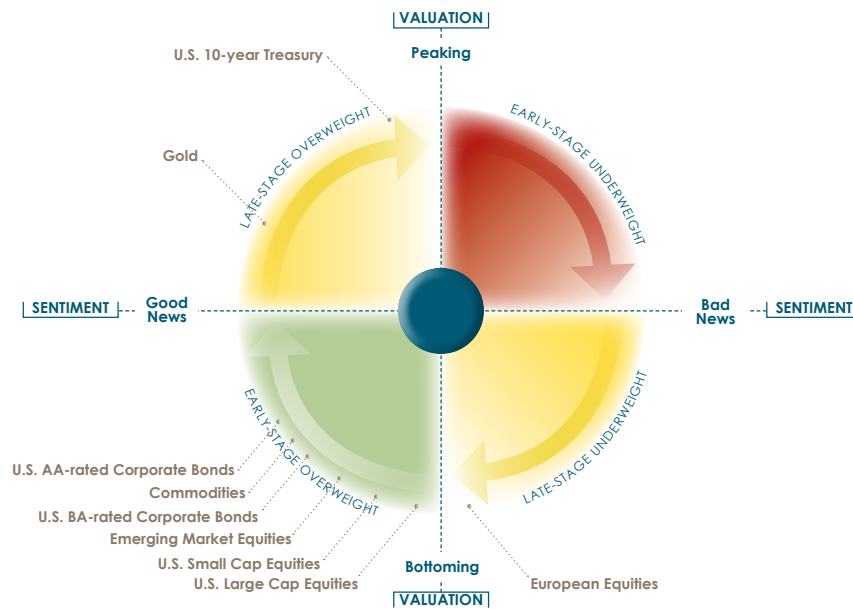 VALUATION
Peaking
U.S. 10-year Treasury
LATE-STAGE OVERWEIGHT
EARLY-STAGE UNDERWEIGHT
Gold
SENTIMENT
Good
News
Bad
News
SENTIMENT
EARLY-STAGE OVERWEIGHT
LATE-STAGE UNDERWEIGHT
U.S. AA-rated Corporate Bonds
Commodities
U.S. BA-rated Corporate Bonds
Emerging Market Equities
U.S. Small Cap Equities
U.S. Large Cap Equities
Bottoming
European Equities
VALUATION